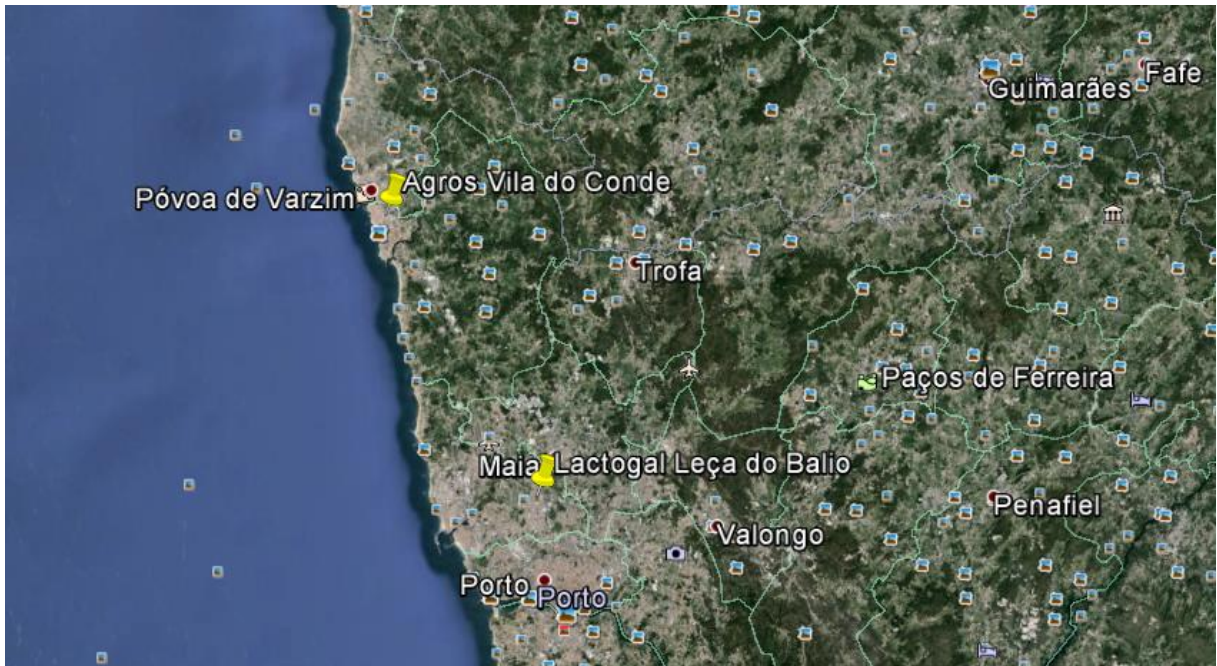 Guimarães
Fafe
Póvoa de Varzim
Agros Vila do Conde
Trofa
Paços de Ferreira
Maia
Lactogal Leça do Balio
Penafiel
Valongo
Porto
Porto